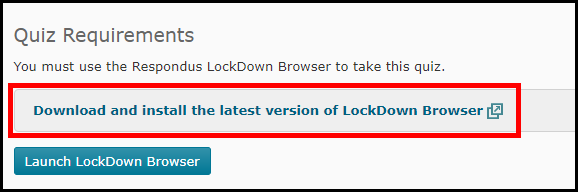 Quiz Requirements
You must use the Respondus LockDown Browser to take this quiz.
Download and install the latest version of LockDown Browser
Launch LockDown Browser